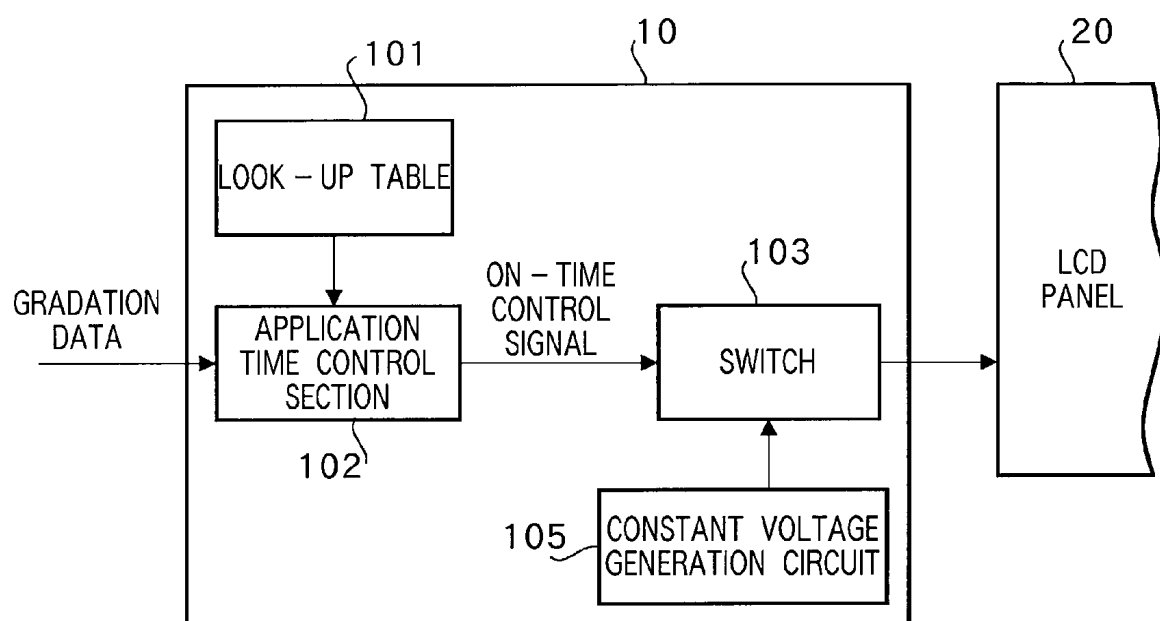 101
10
20
LOOK-UP TABLE
GRADATION
DATA
APPLICATION
TIME CONTROL
SECTION
102
ON-TIME
CONTROL
SIGNAL
103
SWITCH
LCD
PANEL
105
CONSTANT VOLTAGE
GENERATION CIRCUIT